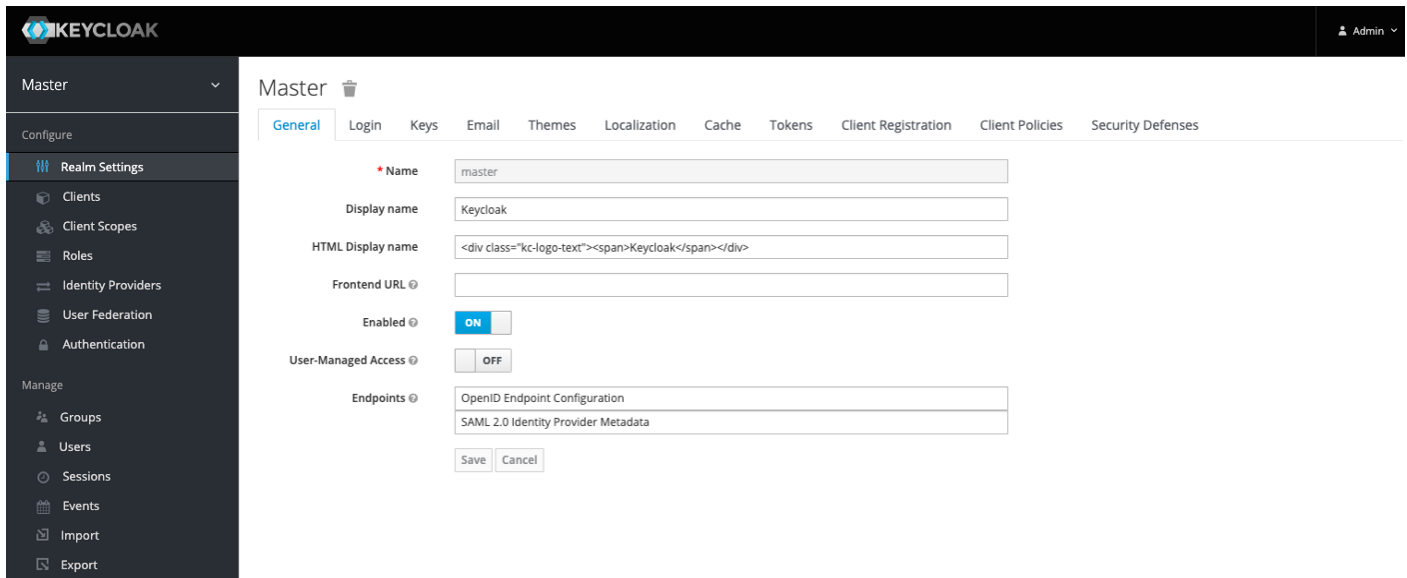 KEYCLOAK
Admin
Master
Configure
Realm Settings
Clients
Client Scopes
Roles
Identity Providers
User Federation
Authentication
Manage
Groups
Users
Sessions
Events
Import
Export
Master
General Login Keys Email Themes Localization Cache Tokens Client Registration Client Policies Security Defenses
* Name master
Display name Keycloak
HTML Display name <div class="kc-logo-text"><span>Keycloak</span></div>
Frontend URL
Enabled ON
User-Managed Access OFF
Endpoints OpenID Endpoint Configuration
SAML 2.0 Identity Provider Metadata
Save Cancel